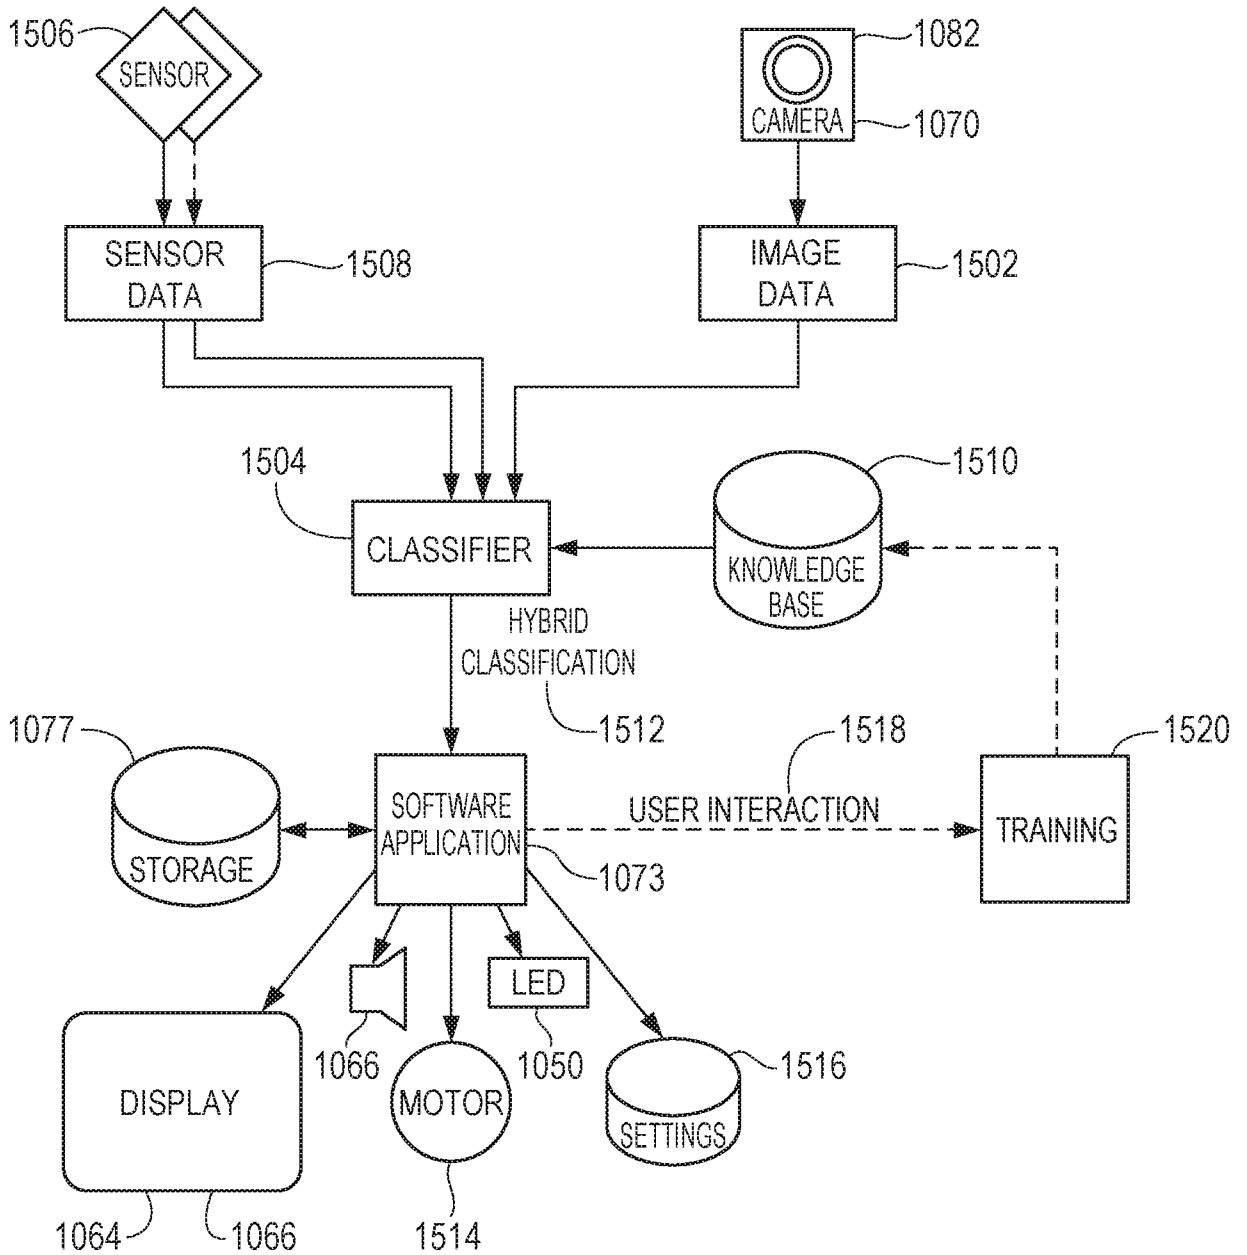 1506
SENSOR
1082
CAMERA
1070
SENSOR
DATA
1508
IMAGE
DATA
1502
1504
CLASSIFIER
1510
KNOWLEDGE
BASE
HYBRID
CLASSIFICATION
1512
1077
STORAGE
SOFTWARE
APPLICATION
1073
1518
USER INTERACTION
1520
TRAINING
1066
LED
1050
DISPLAY
1064
1066
MOTOR
1514
1516
SETTINGS